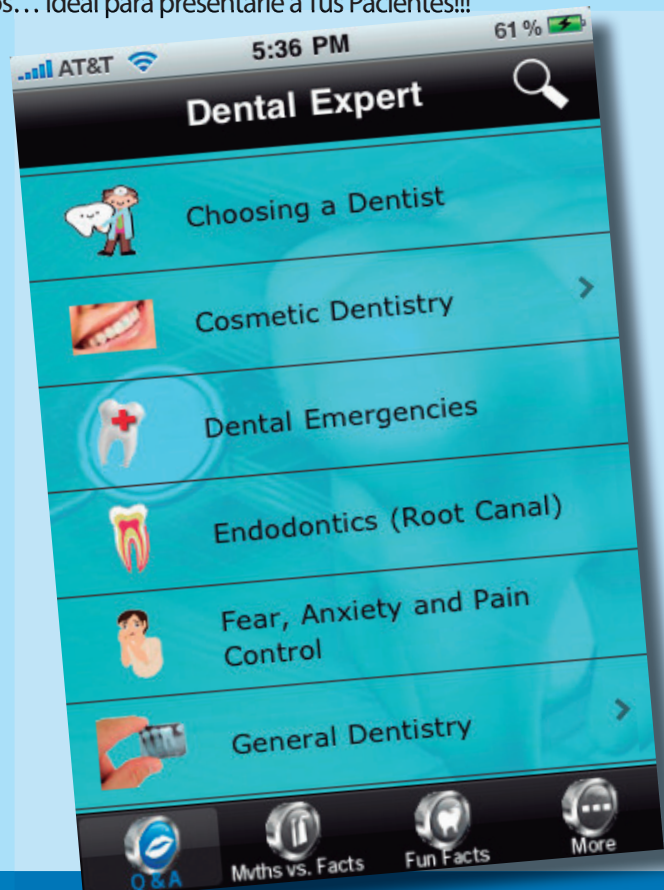 os… Ideal para presentarle a Tus Pacientes!!!
AT&T 5:36 PM 61 %
Dental Expert
Choosing a Dentist
Cosmetic Dentistry
Dental Emergencies
Endodontics (Root Canal)
Fear, Anxiety and Pain
Control
General Dentistry
Q & A Myths vs. Facts Fun Facts More